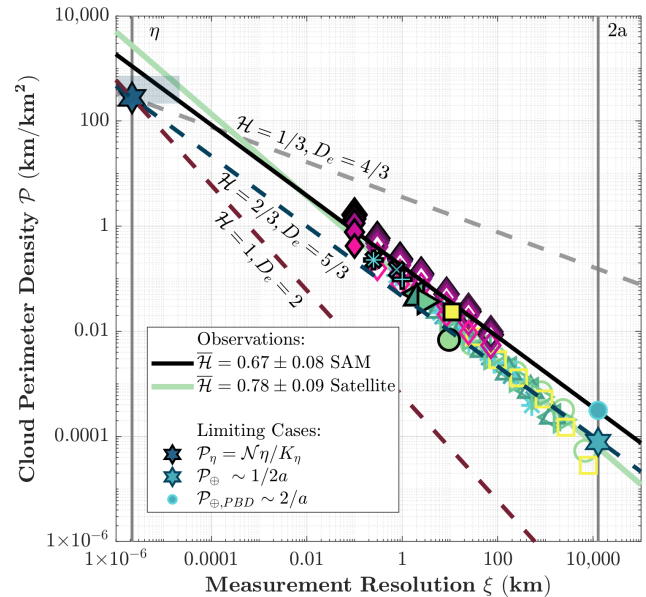 10,000
η
2a
100
ℋ = 1/3, D_e = 4/3
ℋ = 2/3, D_e = 5/3
ℋ = 1, D_e = 2
1
0.01
0.0001
1×10⁻⁶
Cloud Perimeter Density 𝒫 (km/km²)
Observations:
ℋ̅ = 0.67 ± 0.08 SAM
ℋ̅ = 0.78 ± 0.09 Satellite
Limiting Cases:
𝒫_η = 𝒩η/K_η
𝒫_⊕ ∼ 1/2a
𝒫_⊕,PBD ∼ 2/a
1×10⁻⁶
0.0001
0.01
1
100
10,000
Measurement Resolution ξ (km)